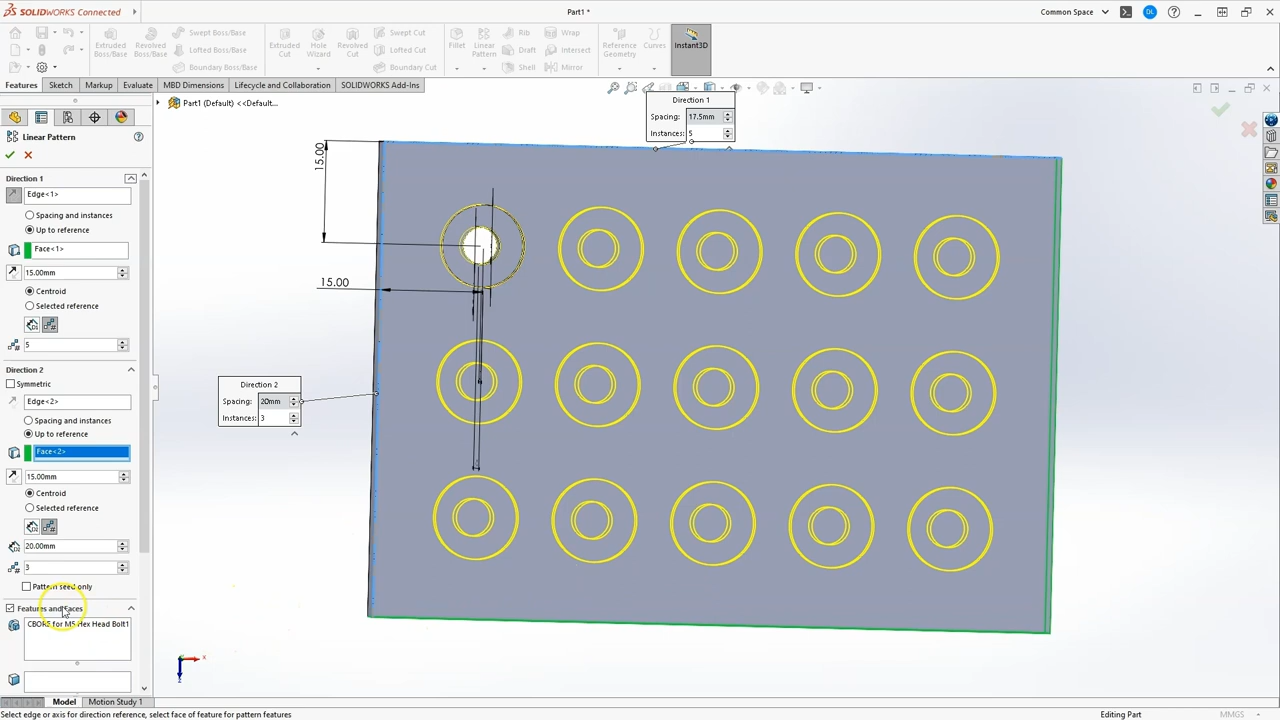 SOLIDWORKS Connected
Part1 *
Common Space
DL
Extruded Boss/Base
Revolved Boss/Base
Swept Boss/Base
Lofted Boss/Base
Boundary Boss/Base
Extruded Cut
Hole Wizard
Revolved Cut
Swept Cut
Lofted Cut
Boundary Cut
Fillet
Linear Pattern
Rib
Draft
Shell
Wrap
Intersect
Mirror
Reference Geometry
Curves
Instant3D
Features
Sketch
Markup
Evaluate
MBD Dimensions
Lifecycle and Collaboration
SOLIDWORKS Add-Ins
Part1 (Default) <<Default...
Linear Pattern
Direction 1
Edge<1>
Spacing and instances
Up to reference
Face<1>
15.00mm
Centroid
Selected reference
5
Direction 2
Symmetric
Edge<2>
Spacing and instances
Up to reference
Face<2>
15.00mm
Centroid
Selected reference
20.00mm
3
Pattern seed only
Features and Faces
CBORE for M5 Hex Head Bolt1
Direction 1
Spacing: 17.5mm
Instances: 5
15.00
15.00
Direction 2
Spacing: 20mm
Instances: 3
Model
Motion Study 1
Select edge or axis for direction reference, select face of feature for pattern features
Editing Part
MMGS